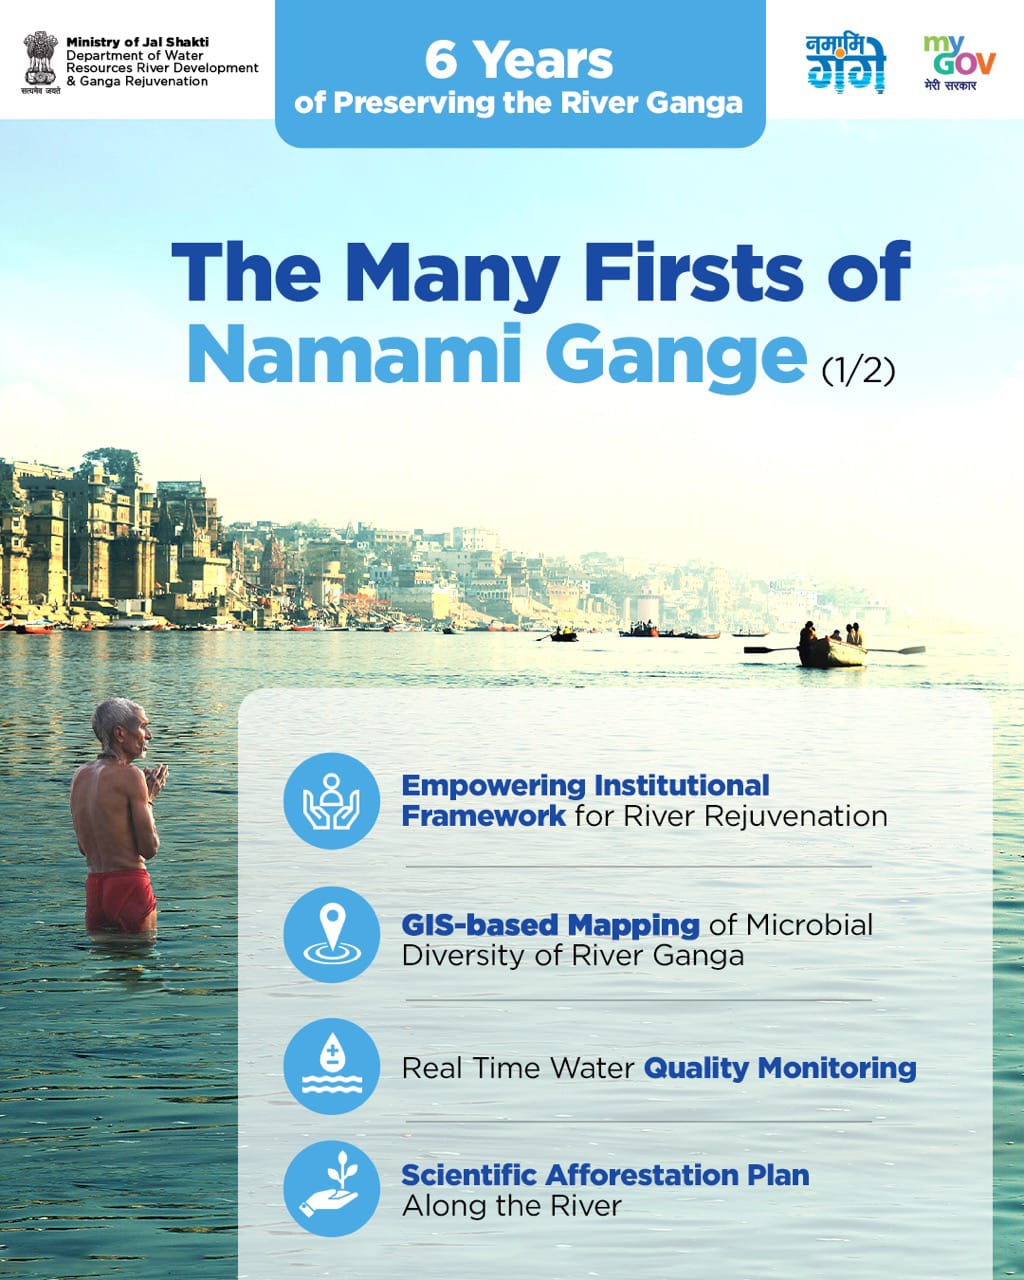 Ministry of Jal Shakti
Department of Water
Resources River Development
& Ganga Rejuvenation
सत्यमेव जयते
6 Years
of Preserving the River Ganga
नमामि
गंगे
my
GOV
मेरी सरकार
The Many Firsts of
Namami Gange (1/2)
Empowering Institutional
Framework for River Rejuvenation
GIS-based Mapping of Microbial
Diversity of River Ganga
Real Time Water Quality Monitoring
Scientific Afforestation Plan
Along the River